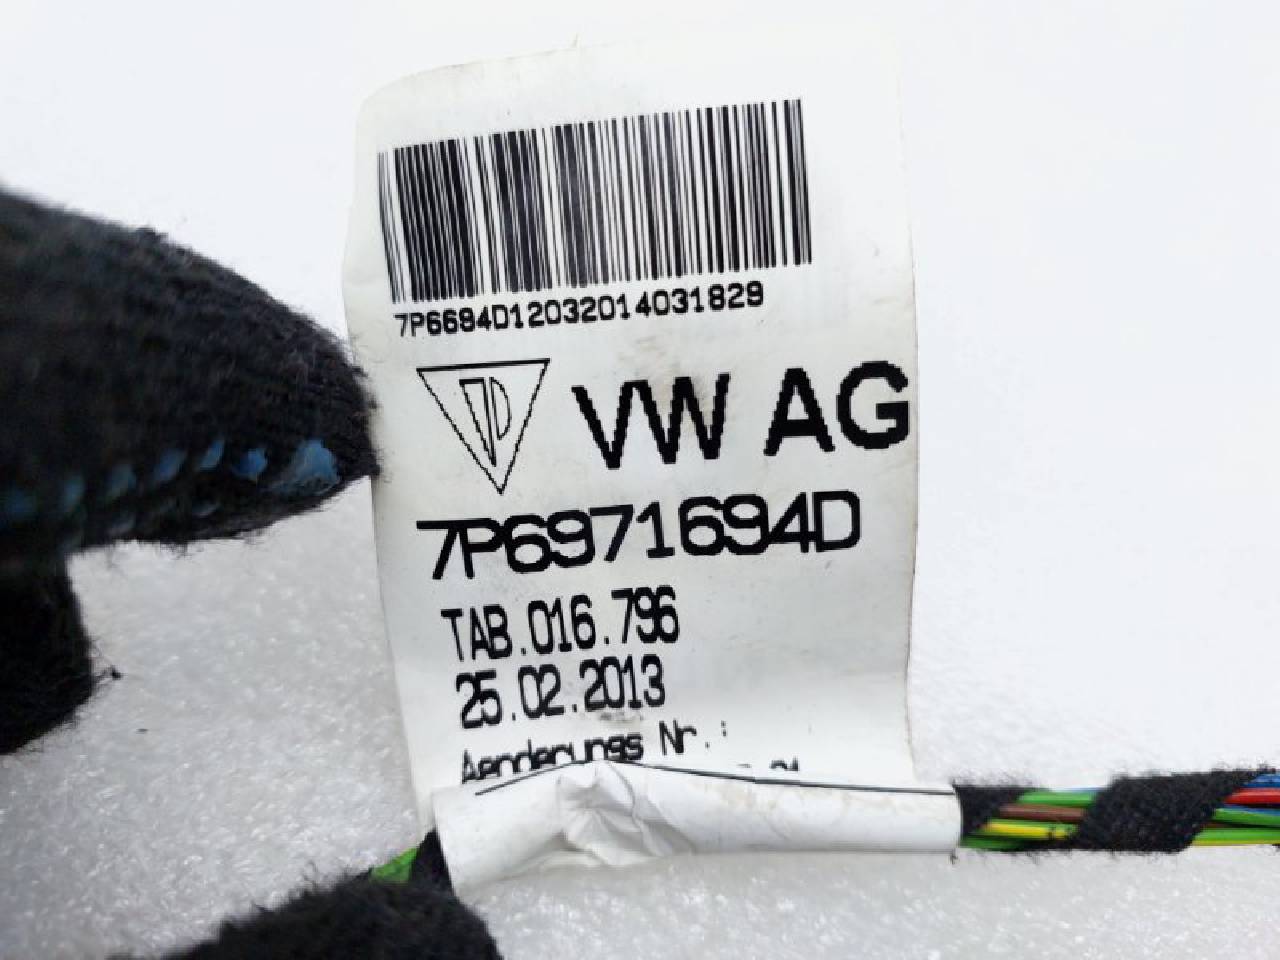 7P6694D12032014031829
VW AG
7P6971694D
TAB.016.796
25.02.2013
Aenderungs Nr.: